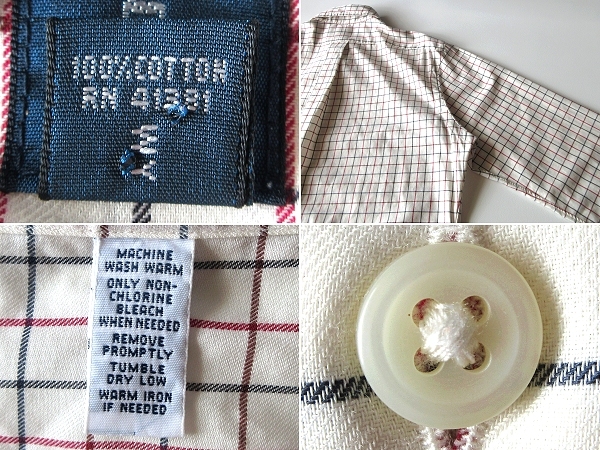 100% COTTON
RN 41381
MACHINE
WASH WARM
ONLY NON-
CHLORINE
BLEACH
WHEN NEEDED
REMOVE
PROMPTLY
TUMBLE
DRY LOW
WARM IRON
IF NEEDED